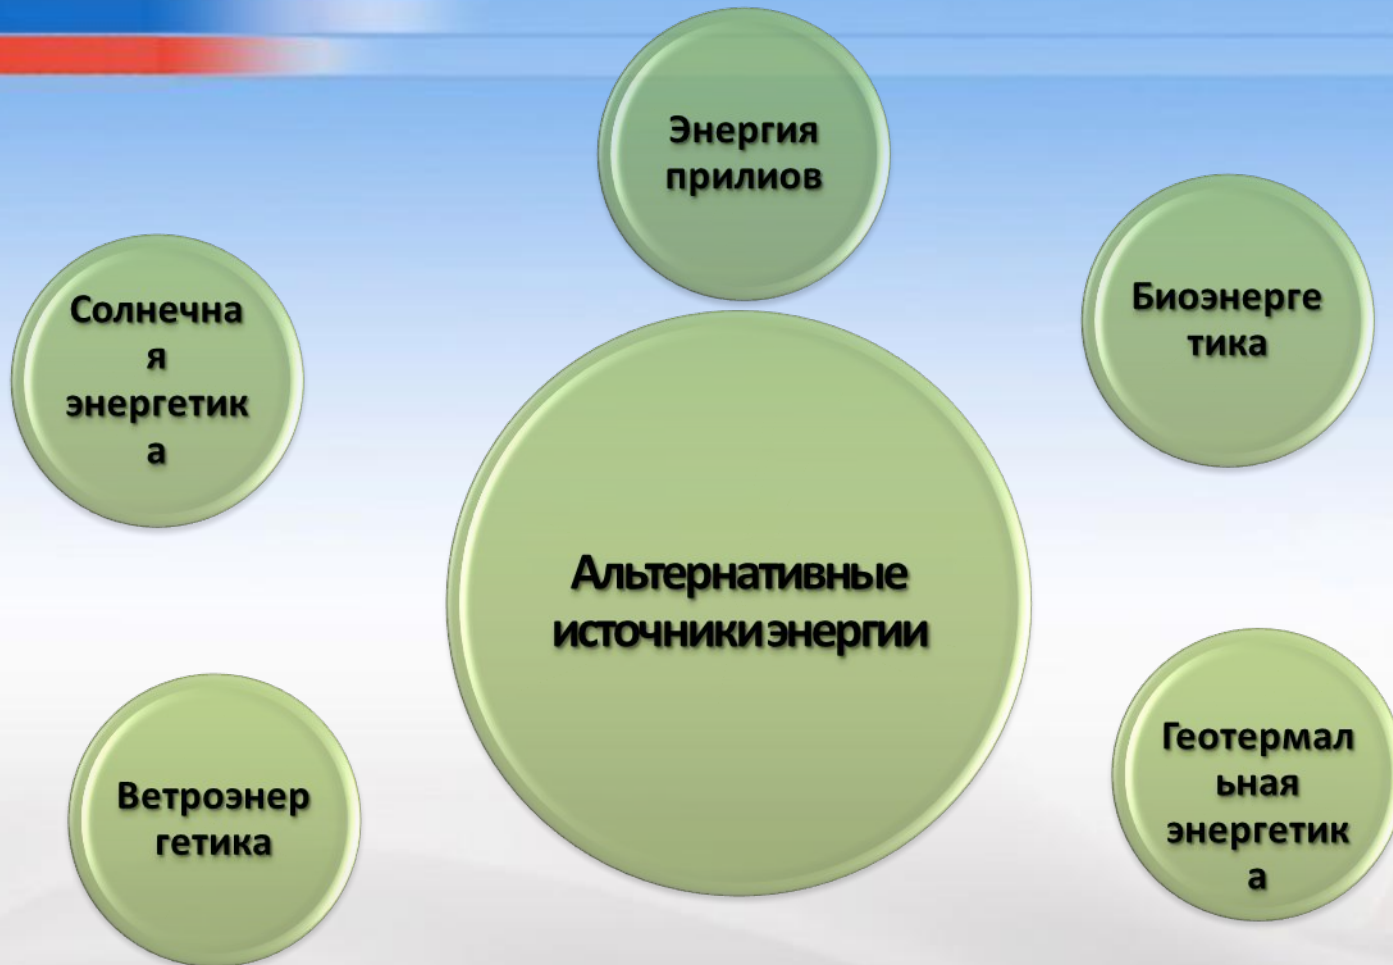 Энергия
прилиов
Солнечна
я
энергетик
а
Биоэнерге
тика
Альтернативные
источники энергии
Ветроэнер
гетика
Геотермал
ьная
энергетик
а